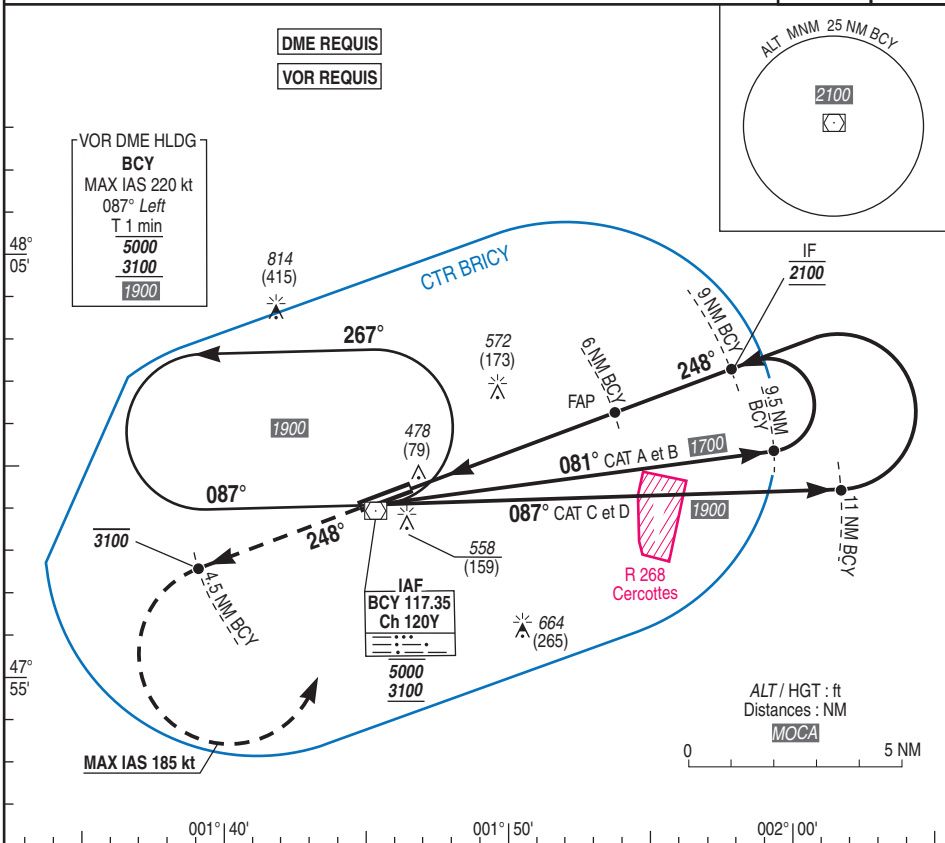 DME REQUIS
VOR REQUIS
ALT MNM 25 NM BCY
2100
VOR DME HLDG
BCY
MAX IAS 220 kt
087° Left
T 1 min
5000
3100
1900
48°
05'
814
(415)
CTR BRICY
IF
2100
9 NM BCY
267°
572
(173)
6 NM BCY
248°
FAP
9.5 NM
BCY
1900
478
(79)
081° CAT A et B 1700
087°
087° CAT C et D 1900
11 NM BCY
3100
248°
558
(159)
4.5 NM BCY
R 268
Cercottes
IAF
BCY 117.35
Ch 120Y
5000
3100
664
(265)
47°
55'
ALT / HGT : ft
Distances : NM
MOCA
0 5 NM
MAX IAS 185 kt
001° 40' 001° 50' 002° 00'